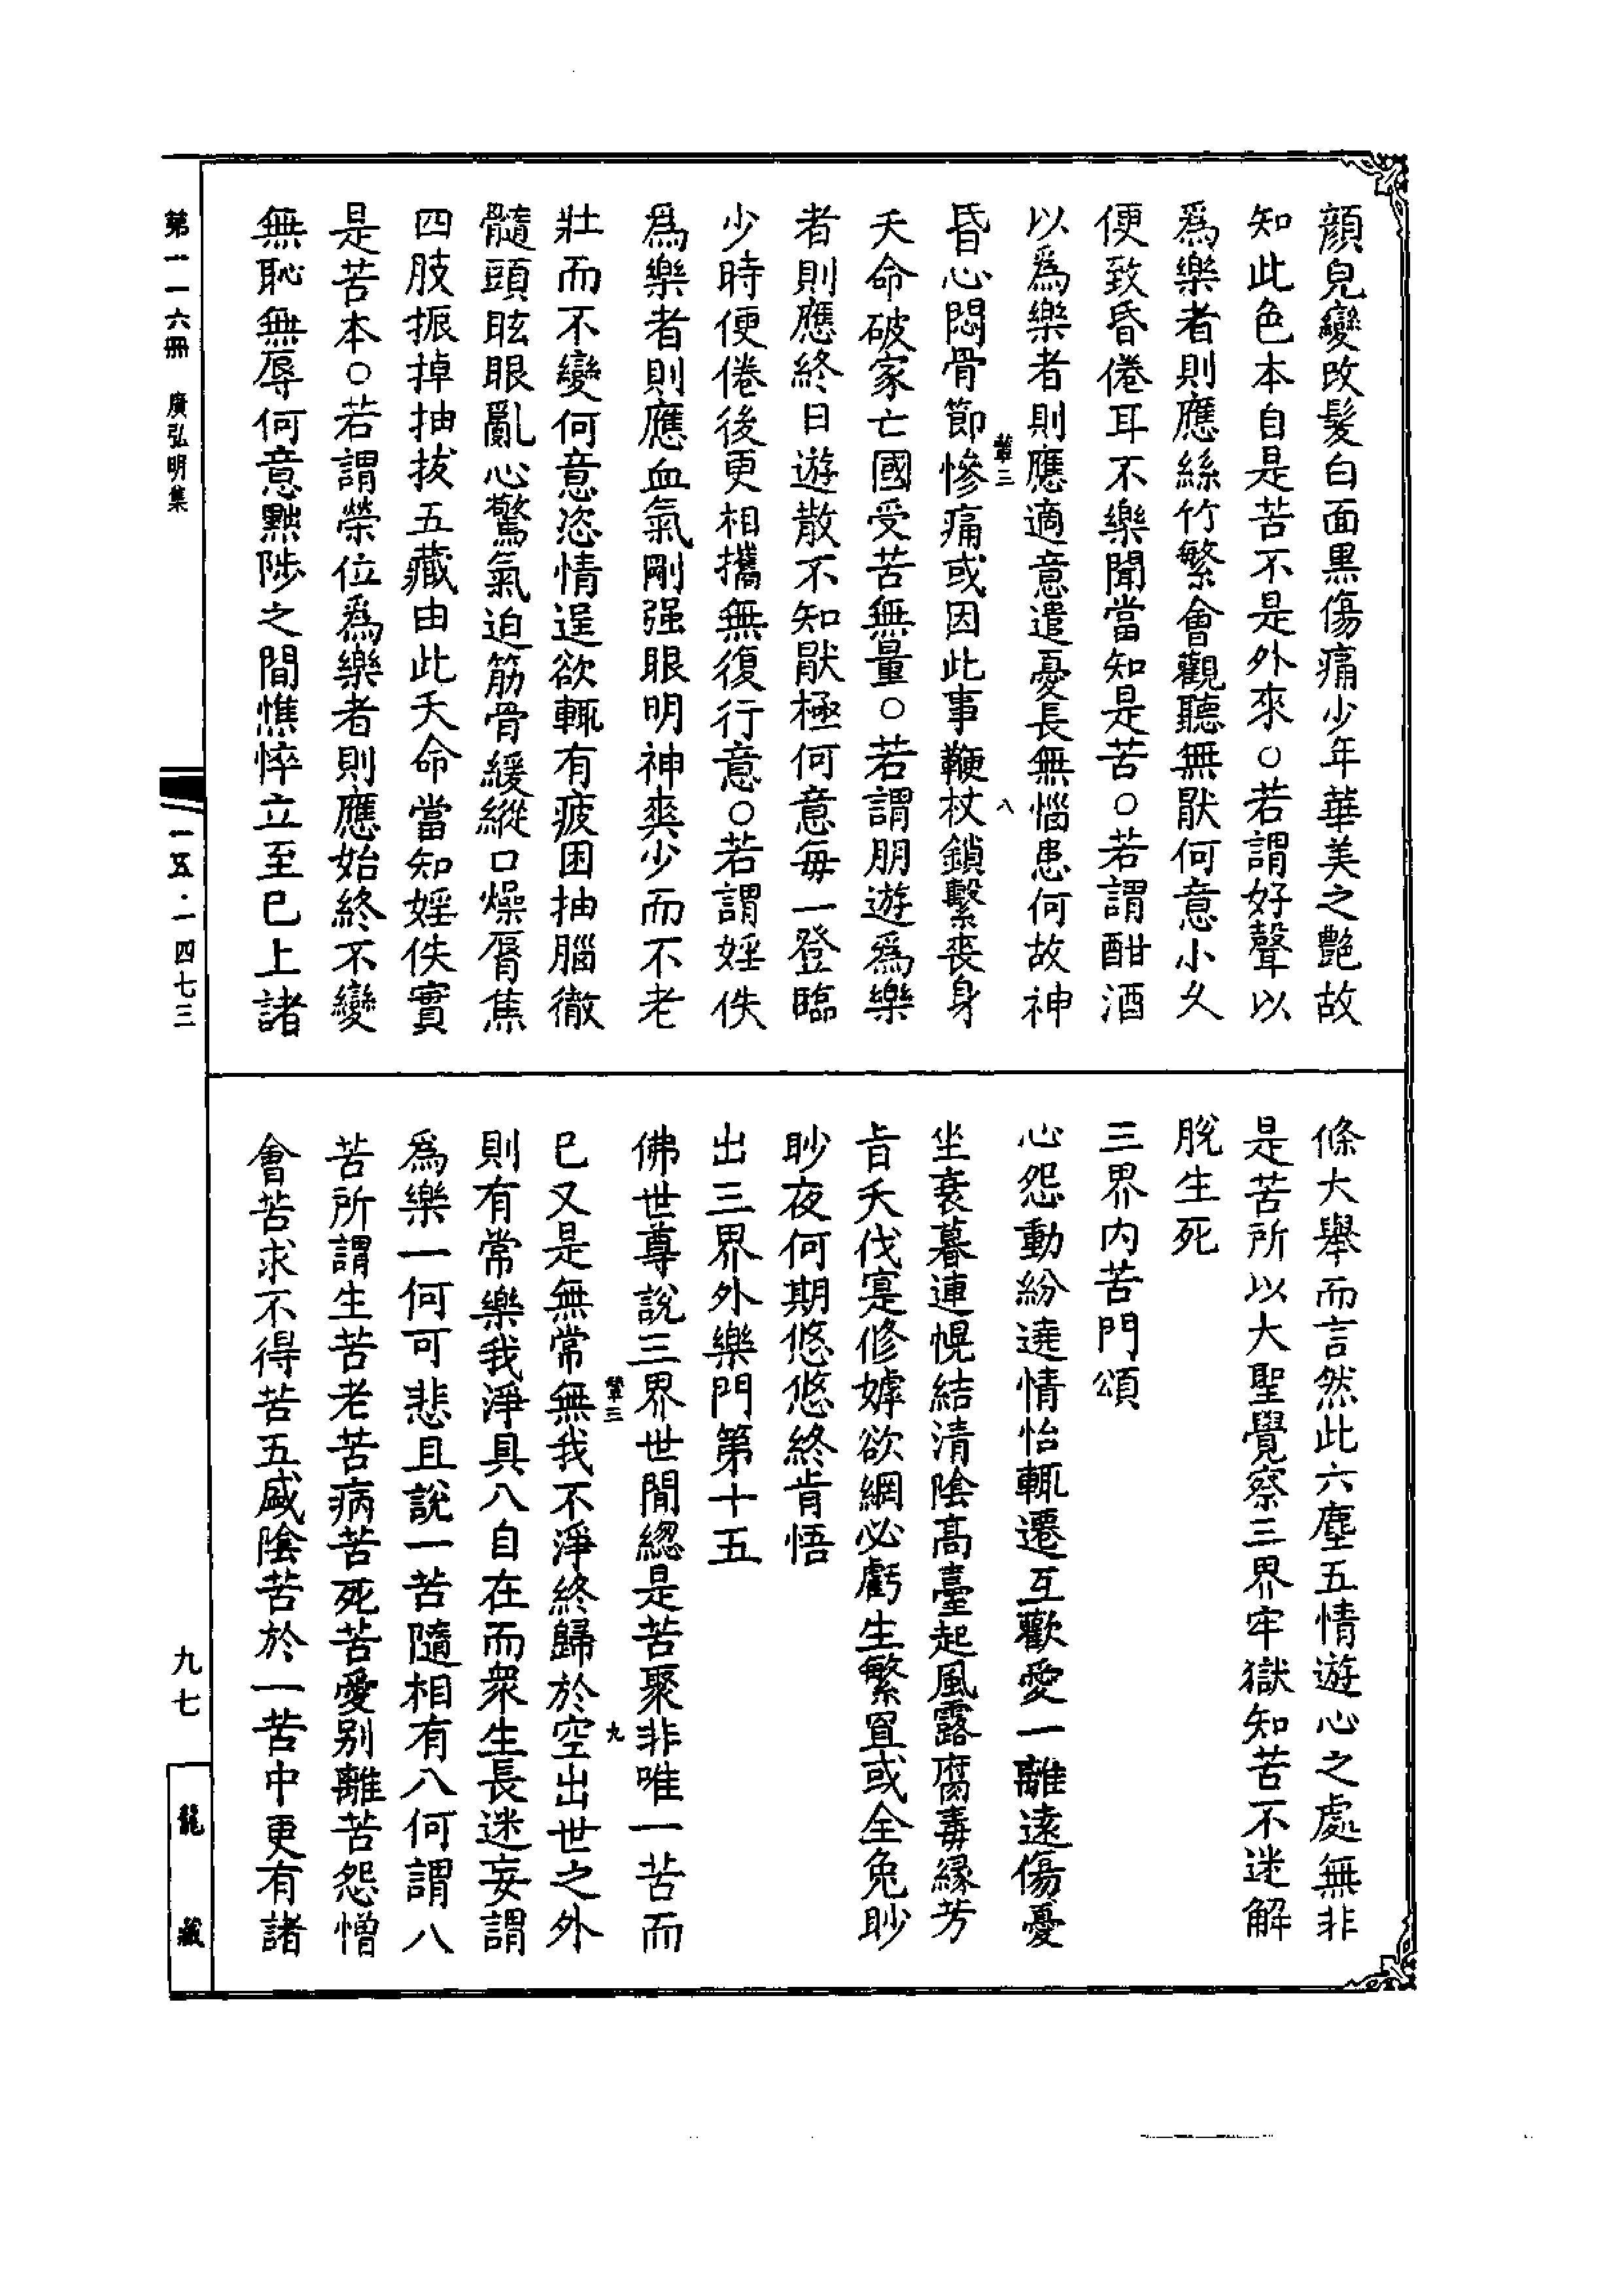 顔皃變改髮白面黒傷痛少年華美之艶故
知此色本自是苦不是外來○若謂好聲以
爲樂者則應絲竹繁會觀聽無猒何意小乆
便致昏倦耳不樂聞當知是苦○若謂酣酒
以爲樂者則應適意遣憂長無惱患何故神
昏心悶骨節慘痛或因此事鞭杖鎖繫喪身
夭命破家亡國受苦無量○若謂朋遊爲樂
者則應終日遊散不知猒極何意每一登臨
少時便倦後更相攜無復行意○若謂婬佚
爲樂者則應血氣剛强眼明神爽少而不老
壯而不變何意恣情逞欲輒有疲困抽腦徹
髓頭眩眼亂心驚氣迫筋骨緩縱口燥脣焦
四肢振掉抽拔五藏由此夭命當知婬佚實
是苦本○若謂榮位爲樂者則應始終不變
無恥無辱何意黜陟之間憔悴立至已上諸
條大舉而言然此六塵五情遊心之處無非
是苦所以大聖覺察三界牢獄知苦不迷解
脫生死
三界内苦門頌
心怨動紛遶情怡輒遷互歡愛一離遠傷憂
坐衰暮連幌結清陰高臺起風露腐毒縁芳
旨夭伐寔修嫭欲網必虧生繁罝或全兔眇
眇夜何期悠悠終肯悟
出三界外樂門第十五
佛世尊說三界世間緫是苦聚非唯一苦而
已又是無常無我不淨終歸於空出世之外
則有常樂我淨具八自在而衆生長迷妄謂
爲樂一何可悲且說一苦隨相有八何謂八
苦所謂生苦老苦病苦死苦愛别離苦怨憎
會苦求不得苦五盛陰苦於一苦中更有諸
輦三
八
輦三
九
第一一六冊 廣弘明集
一五·一四七三
九七
龍藏